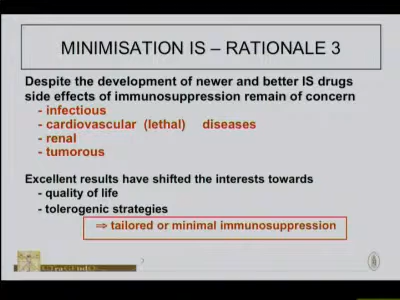 MINIMISATION IS – RATIONALE 3
Despite the development of newer and better IS drugs
side effects of immunosuppression remain of concern
- infectious
- cardiovascular (lethal) diseases
- renal
- tumorous
Excellent results have shifted the interests towards
- quality of life
- tolerogenic strategies
⇒ tailored or minimal immunosuppression